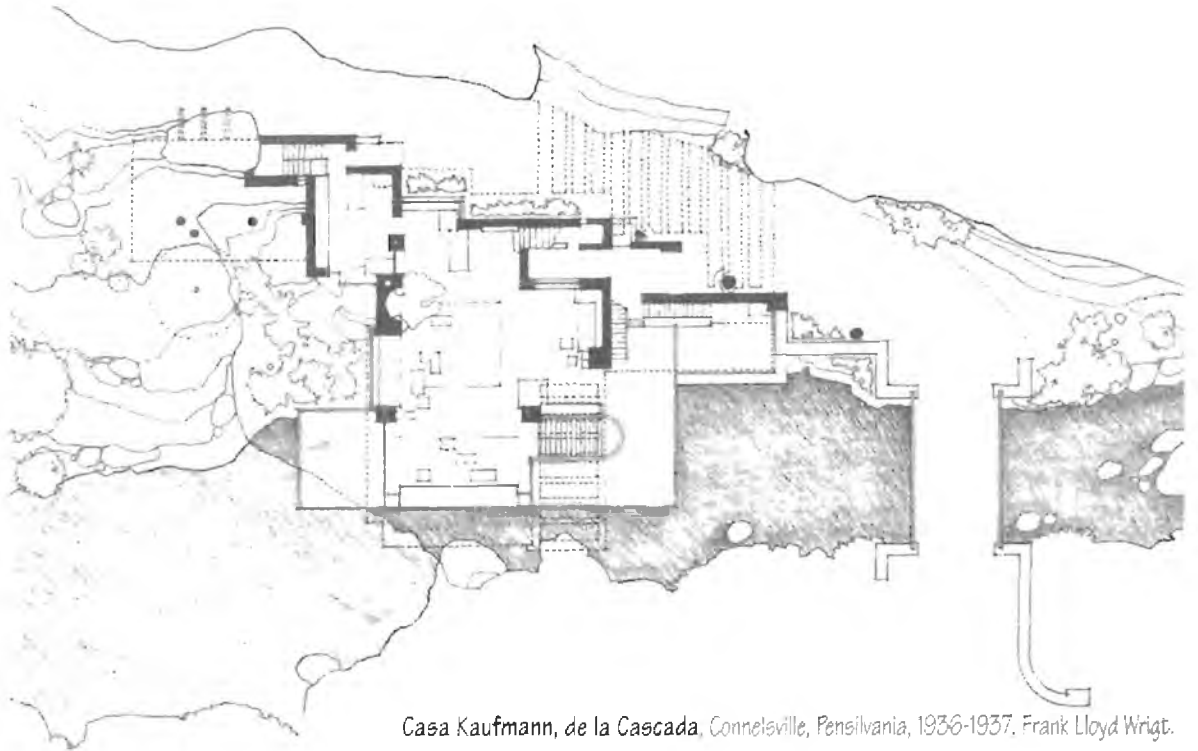 Casa Kaufmann, de la Cascada, Connelsville, Pensilvania, 1936-1937. Frank Lloyd Wrigt.